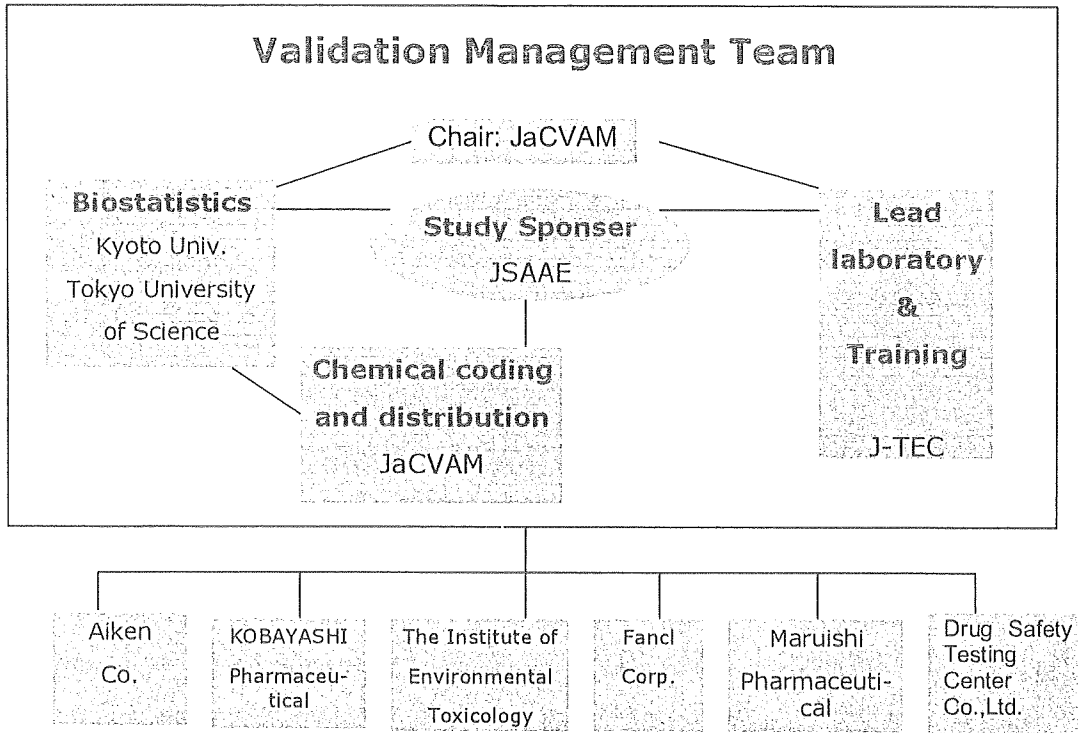 Validation Management Team
Chair: JaCVAM
Biostatistics
Kyoto Univ.
Tokyo University
of Science
Study Sponser
JSAAE
Lead
laboratory
&
Training
J-TEC
Chemical coding
and distribution
JaCVAM
Aiken
Co.
KOBAYASHI
Pharmaceu-
tical
The Institute of
Environmental
Toxicology
Fancl
Corp.
Maruishi
Pharmaceuti-
cal
Drug Safety
Testing
Center
Co.,Ltd.